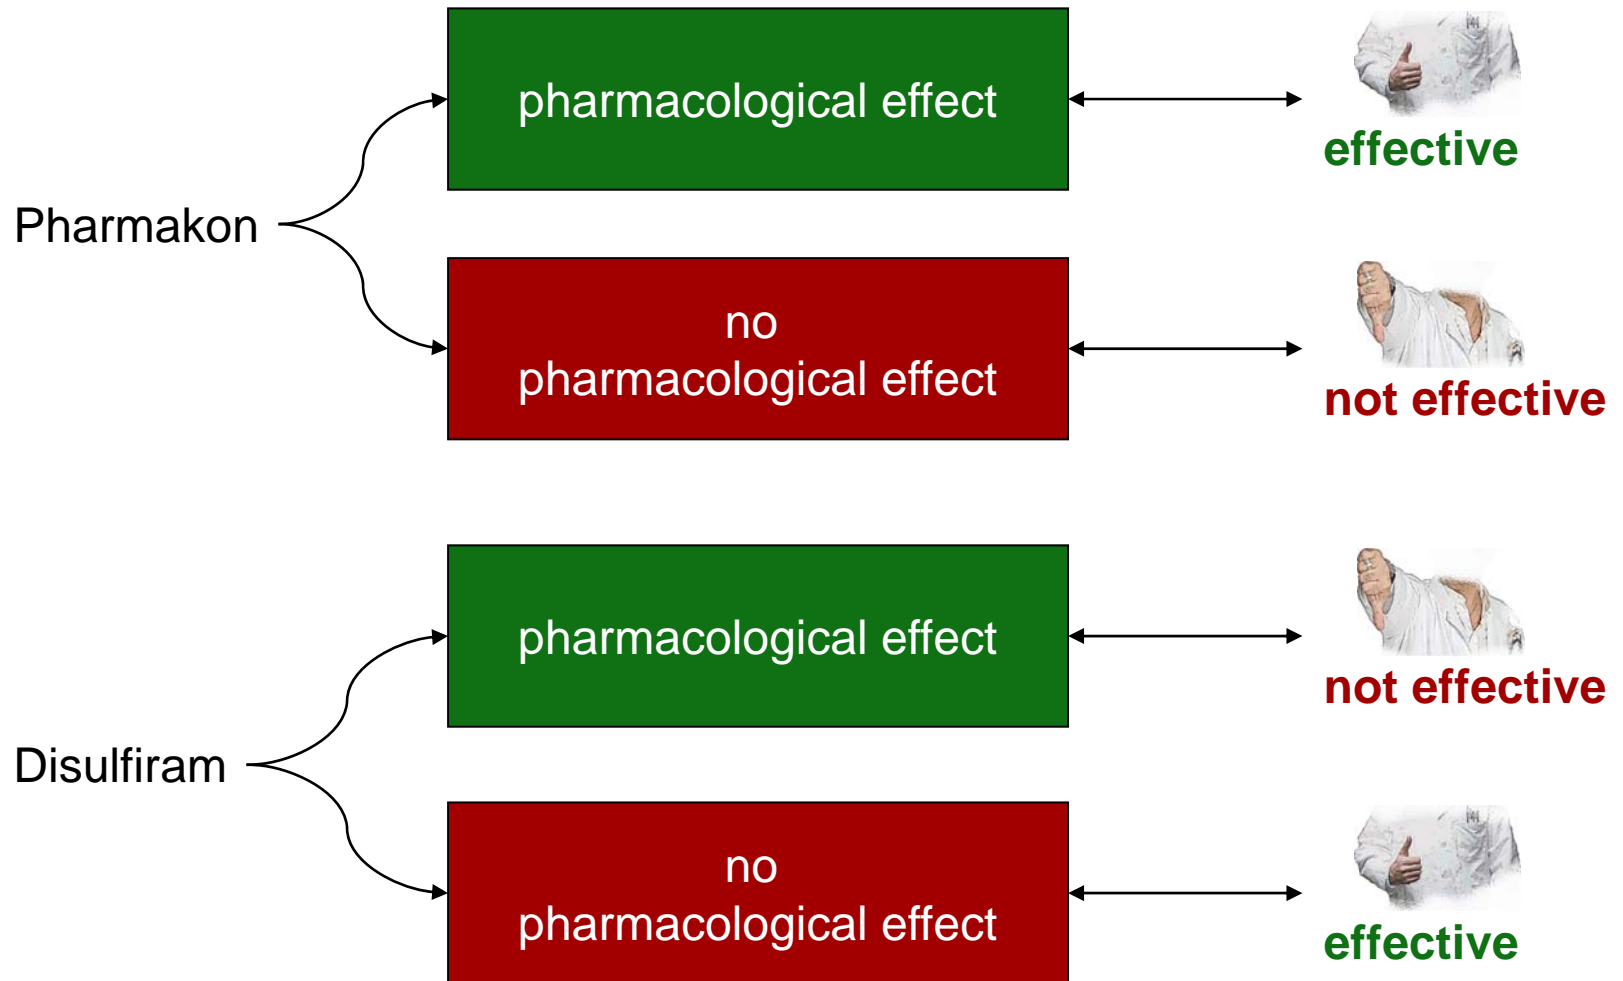 pharmacological effect
effective
Pharmakon
no
pharmacological effect
not effective
pharmacological effect
not effective
Disulfiram
no
pharmacological effect
effective